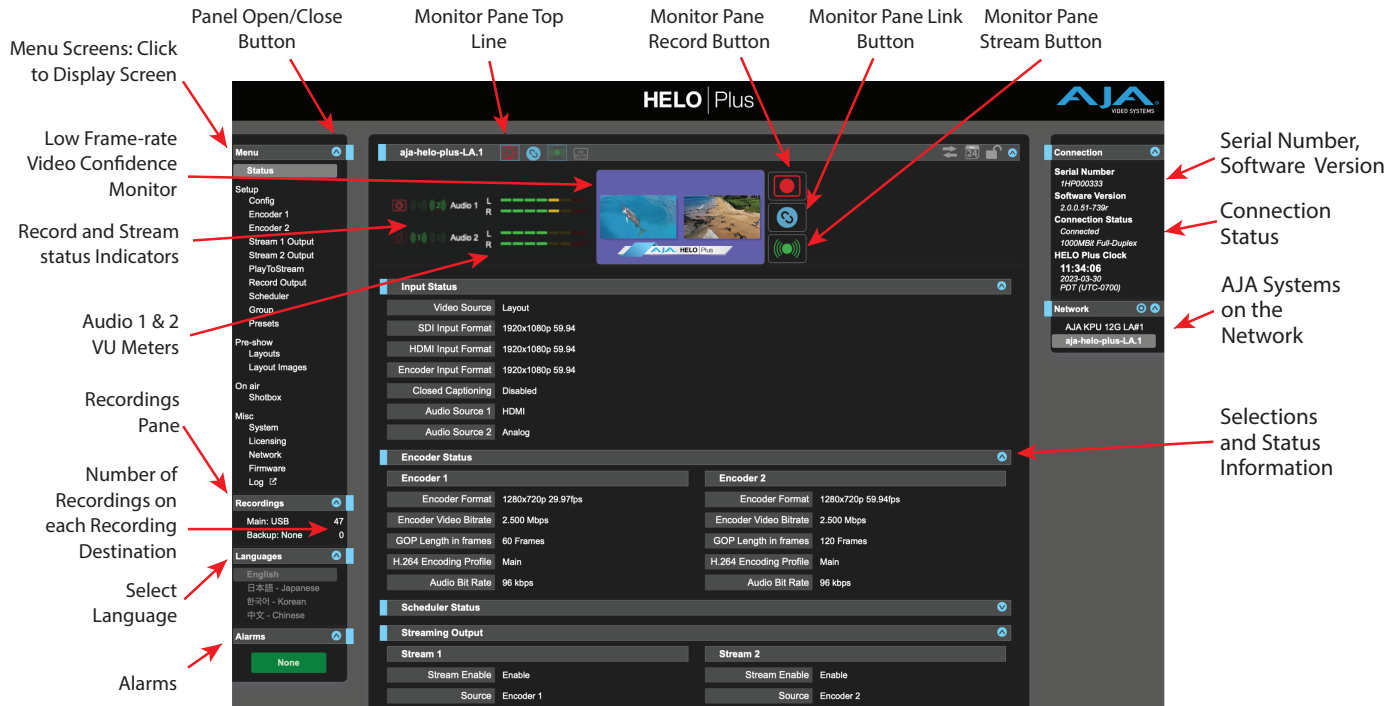 Panel Open/Close
Button
Monitor Pane Top
Line
Monitor Pane
Record Button
Monitor Pane Link
Button
Monitor Pane
Stream Button
Menu Screens: Click
to Display Screen
Low Frame-rate
Video Confidence
Monitor
Record and Stream
status Indicators
Audio 1 & 2
VU Meters
Recordings
Pane
Number of
Recordings on
each Recording
Destination
Select
Language
Alarms
HELO | Plus
AJA
VIDEO SYSTEMS
Menu
Status
Setup
Config
Encoder 1
Encoder 2
Stream 1 Output
Stream 2 Output
PlayToStream
Record Output
Scheduler
Group
Presets
Pre-show
Layouts
Layout Images
On air
Shotbox
Misc
System
Licensing
Network
Firmware
Log
Recordings
Main: USB 47
Backup: None 0
Languages
English
日本語 - Japanese
한국어 - Korean
中文 - Chinese
Alarms
None
aja-helo-plus-LA.1
24
Audio 1 L
R
Audio 2 L
R
AJA HELO | Plus
Input Status
Video Source Layout
SDI Input Format 1920x1080p 59.94
HDMI Input Format 1920x1080p 59.94
Encoder Input Format 1920x1080p 59.94
Closed Captioning Disabled
Audio Source 1 HDMI
Audio Source 2 Analog
Encoder Status
Encoder 1 Encoder 2
Encoder Format 1280x720p 29.97fps Encoder Format 1280x720p 59.94fps
Encoder Video Bitrate 2.500 Mbps Encoder Video Bitrate 2.500 Mbps
GOP Length in frames 60 Frames GOP Length in frames 120 Frames
H.264 Encoding Profile Main H.264 Encoding Profile Main
Audio Bit Rate 96 kbps Audio Bit Rate 96 kbps
Scheduler Status
Streaming Output
Stream 1 Stream 2
Stream Enable Enable Stream Enable Enable
Source Encoder 1 Source Encoder 2
Connection
Serial Number
1HP000333
Software Version
2.0.0.51-739r
Connection Status
Connected
1000MBit Full-Duplex
HELO Plus Clock
11:34:06
2023-03-30
PDT (UTC-0700)
Network
AJA KPU 12G LA#1
aja-helo-plus-LA.1
Serial Number,
Software Version
Connection
Status
AJA Systems
on the
Network
Selections
and Status
Information